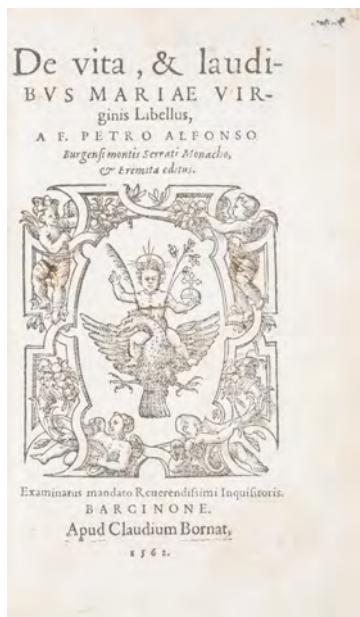 De vita, & laudi-
BVS MARIAE VIR-
ginis Libellus,
A F. PETRO ALFONSO
Burgensi montis Serrati Monacho,
& Eremita editus.
Examinatus mandato Reuerendissimi Inquisitoris.
BARCINONE.
Apud Claudium Bornat,
1562.